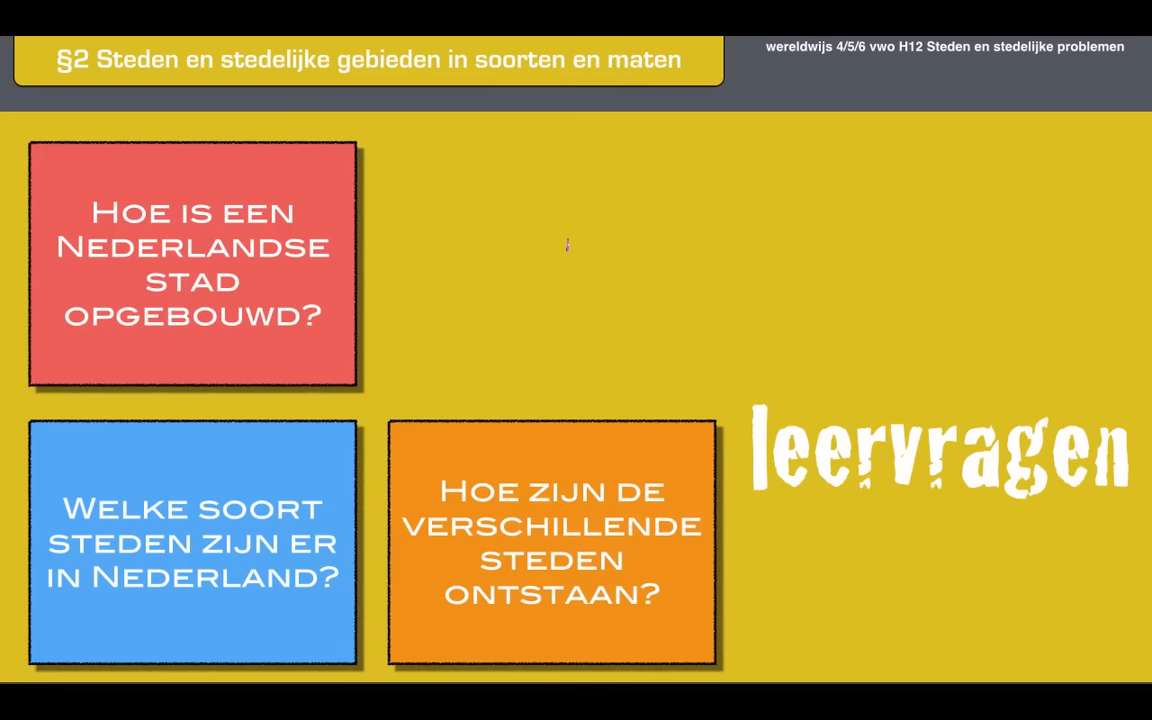 §2 Steden en stedelijke gebieden in soorten en maten
wereldwijs 4/5/6 vwo H12 Steden en stedelijke problemen
Hoe is een
Nederlandse
stad
opgebouwd?
Welke soort
steden zijn er
in Nederland?
Hoe zijn de
verschillende
steden
ontstaan?
leervragen